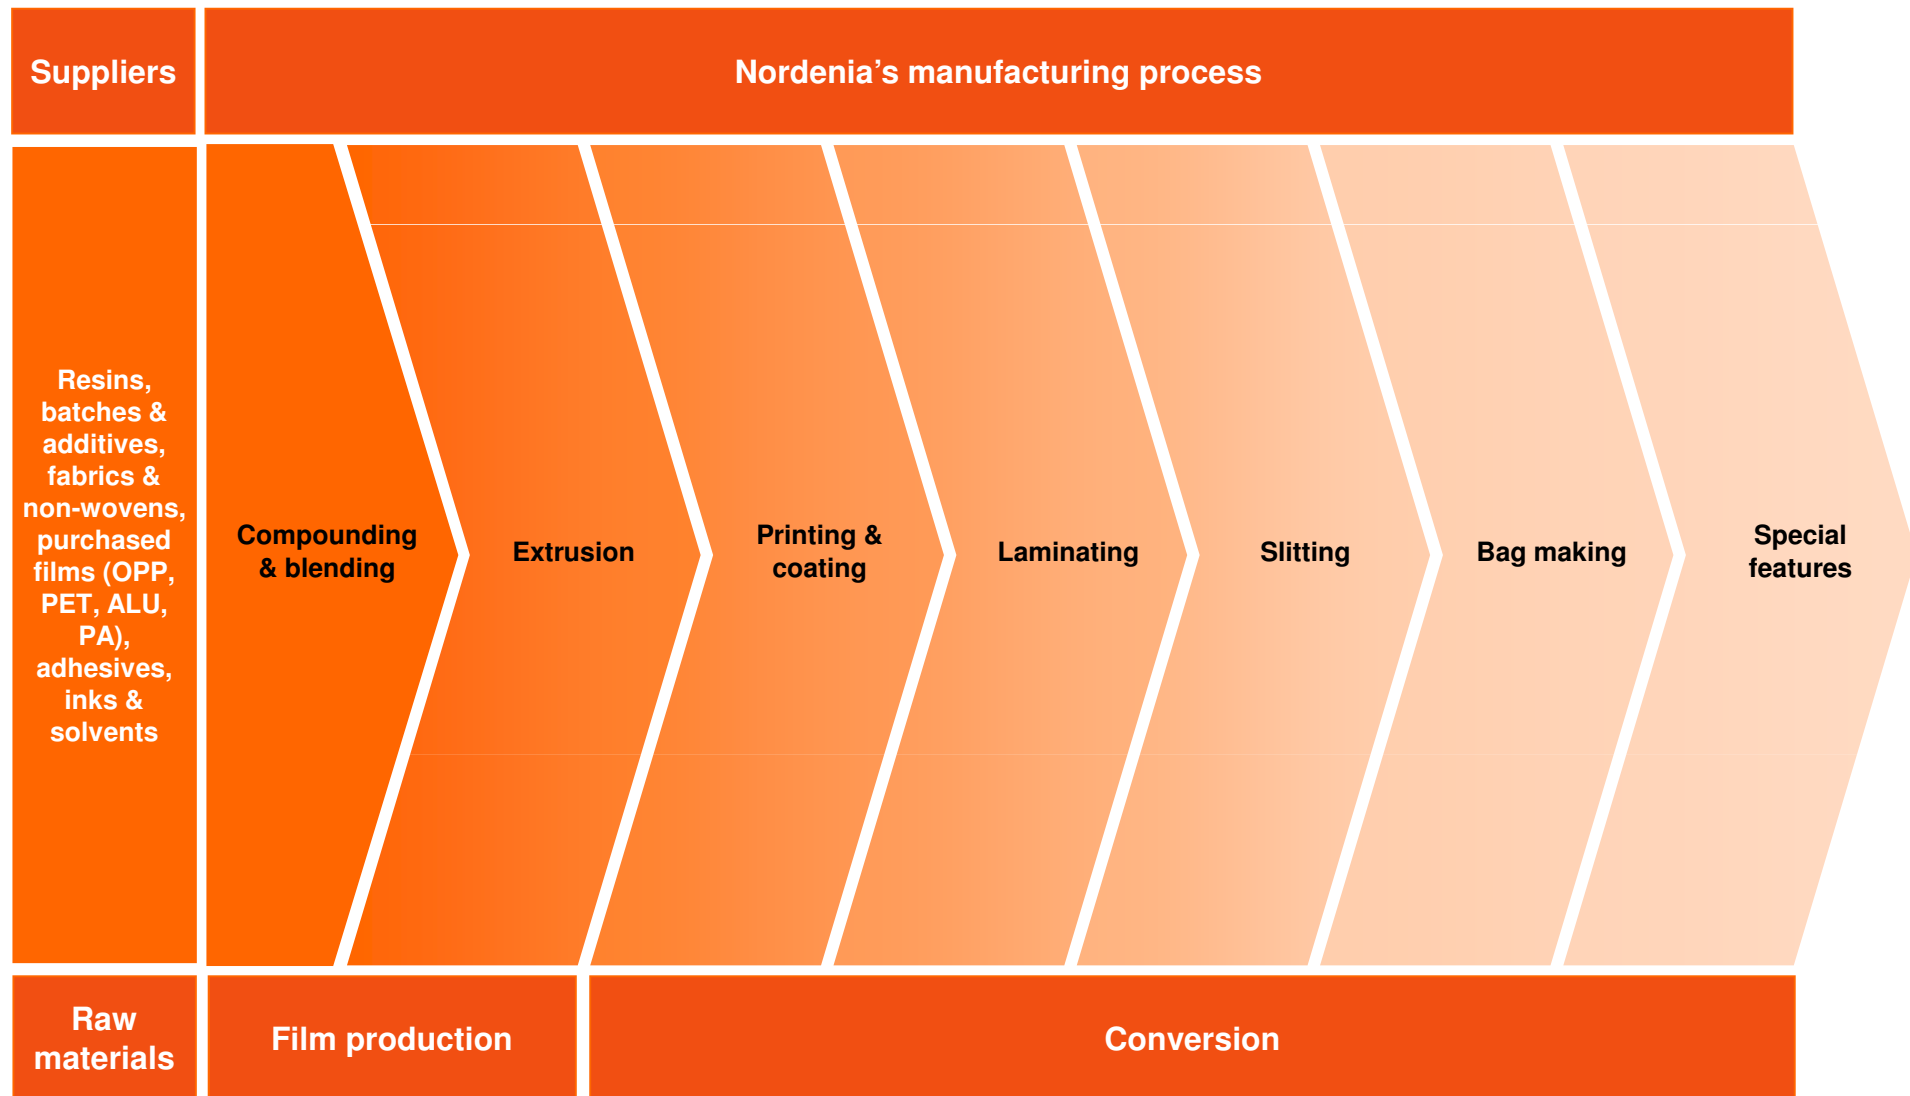 Suppliers
Nordenia's manufacturing process
Resins,
batches &
additives,
fabrics &
non-wovens,
purchased
films (OPP,
PET, ALU,
PA),
adhesives,
inks &
solvents
Compounding
& blending
Extrusion
Printing &
coating
Laminating
Slitting
Bag making
Special
features
Raw
materials
Film production
Conversion